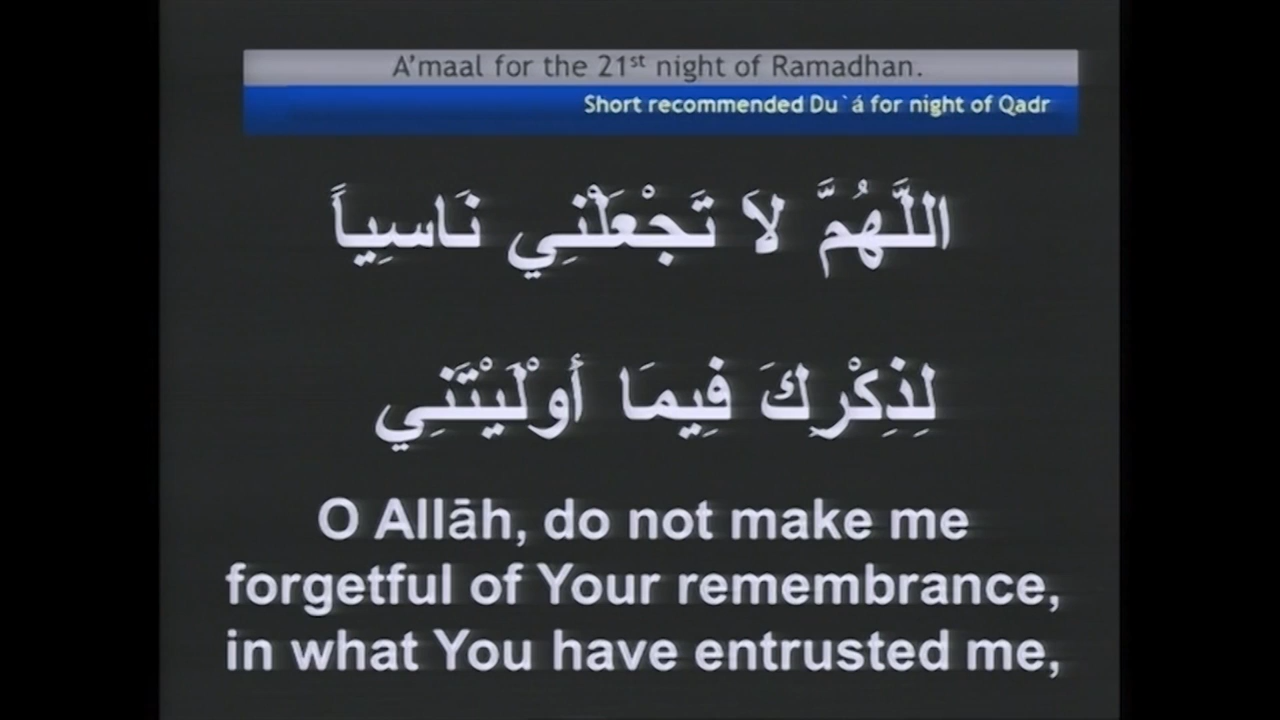 A'maal for the 21st night of Ramadhan.
Short recommended Du`á for night of Qadr
اللَّهُمَّ لاَ تَجْعَلْنِي نَاسِياً
لِذِكْرِكَ فِيمَا أَوْلَيْتَنِي
O Allāh, do not make me
forgetful of Your remembrance,
in what You have entrusted me,